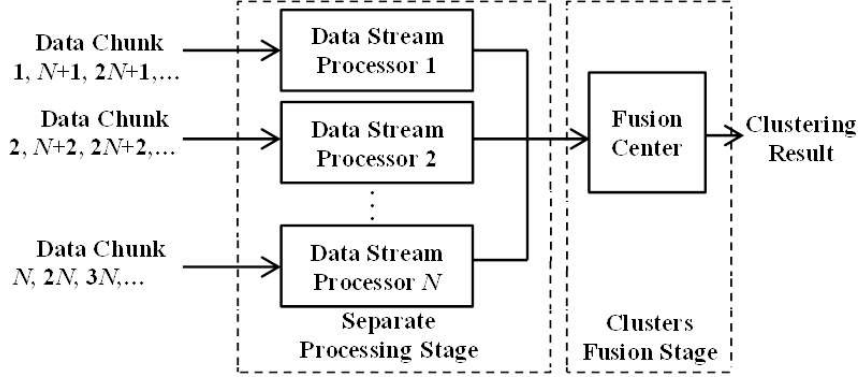 Data Chunk
1, N+1, 2N+1,...
Data Stream
Processor 1
Data Chunk
2, N+2, 2N+2,...
Data Stream
Processor 2
Data Chunk
N, 2N, 3N,...
Data Stream
Processor N
Separate
Processing Stage
Fusion
Center
Clustering
Result
Clusters
Fusion Stage